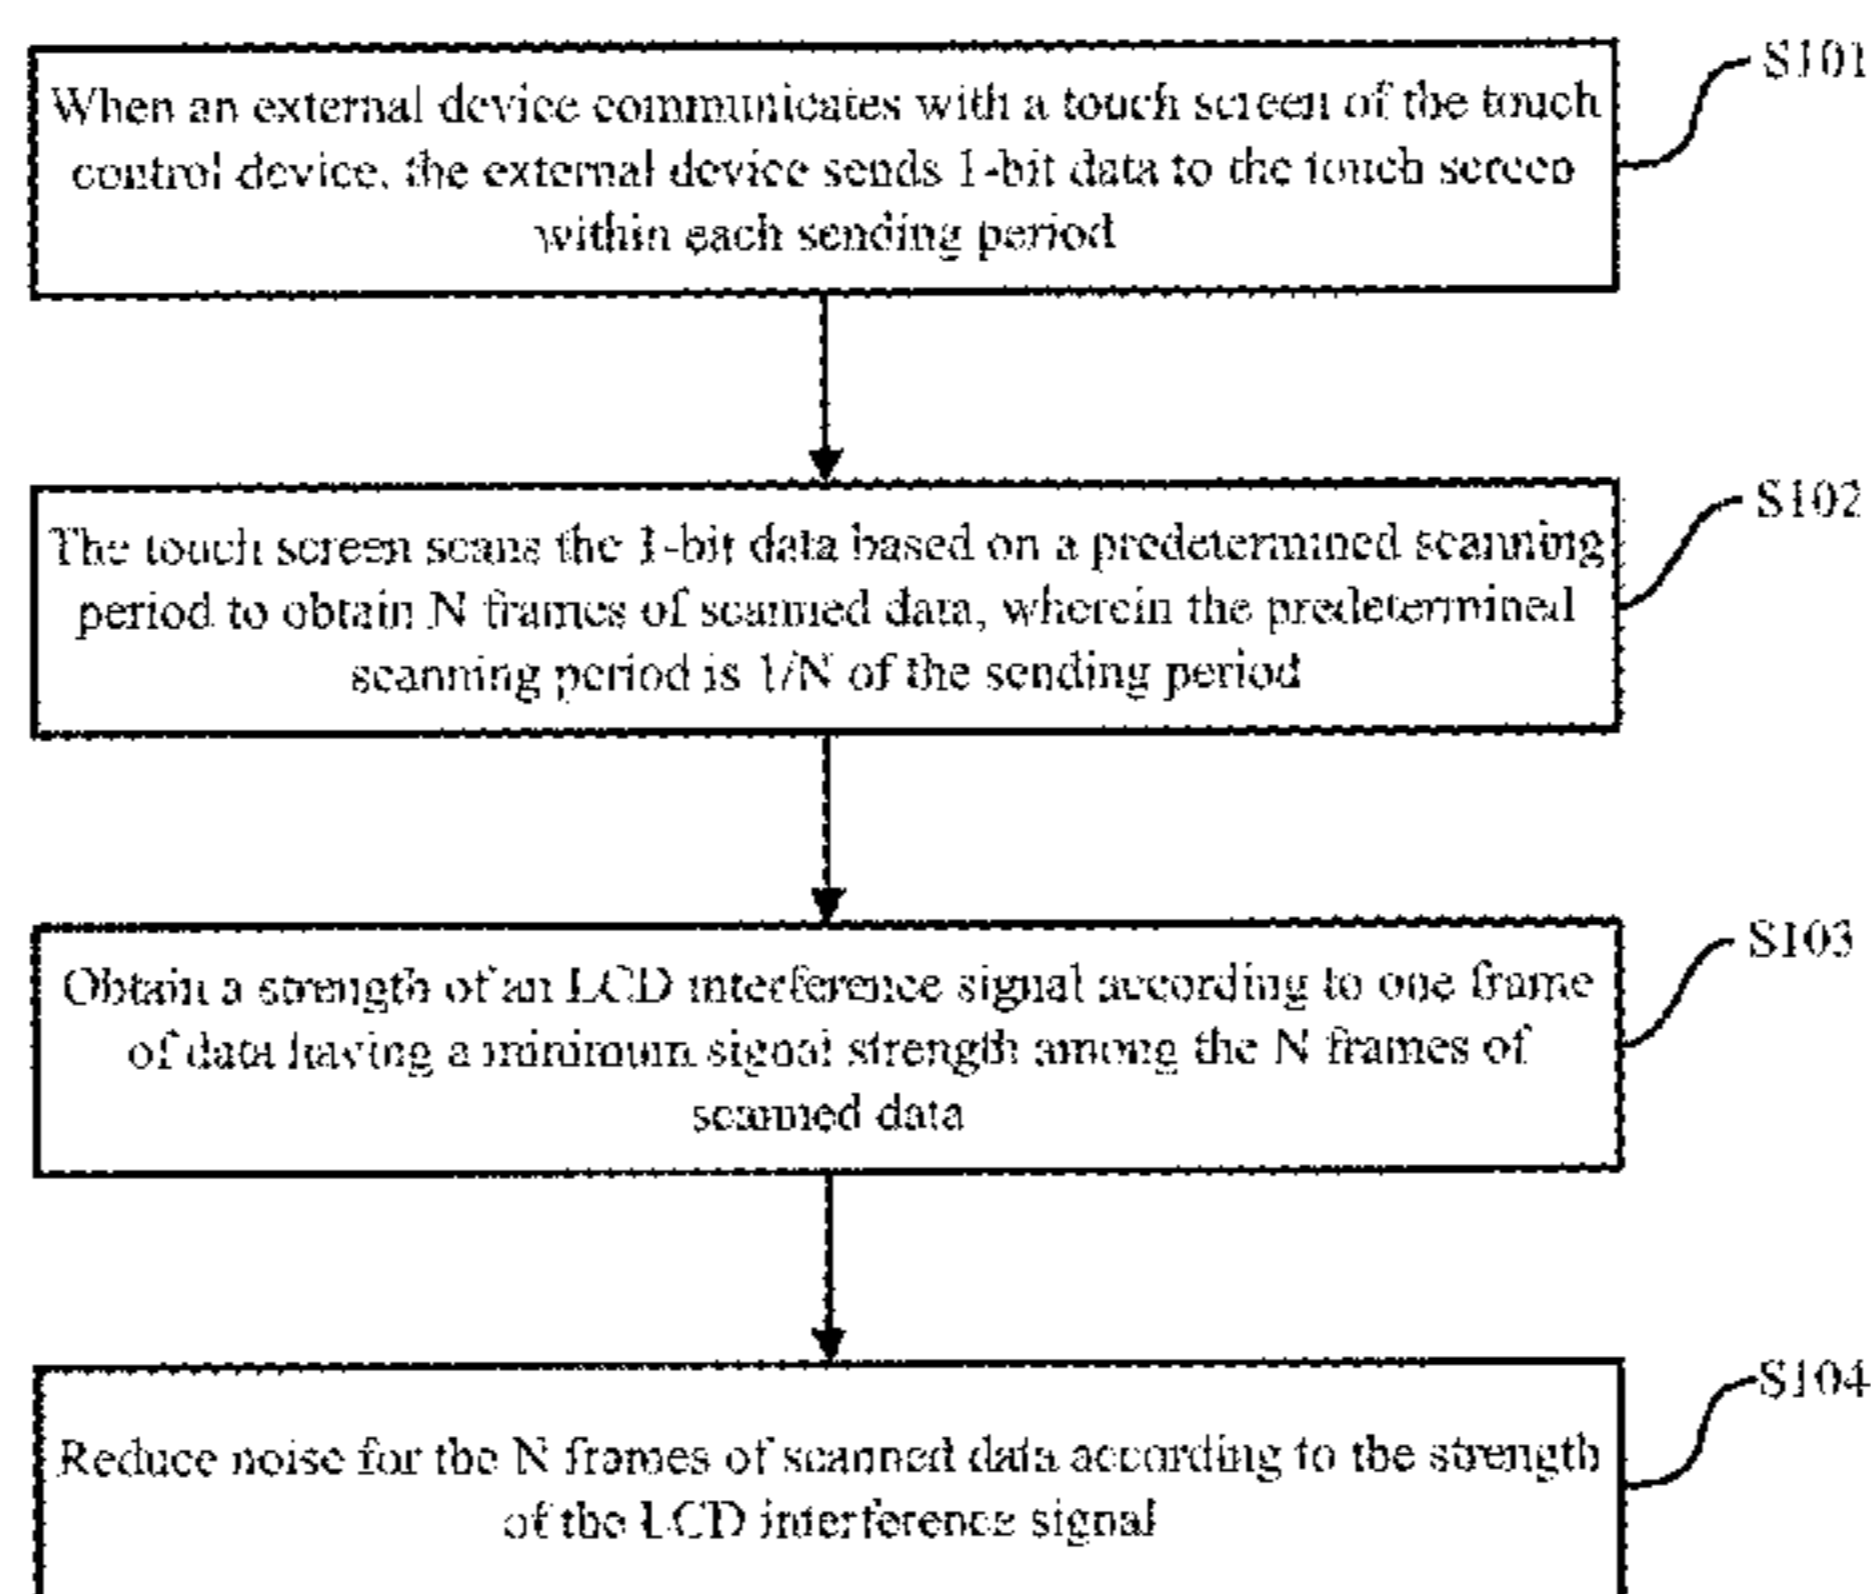 S101
When an external device communicates with a touch screen of the touch
control device, the external device sends 1-bit data to the touch screen
within each sending period
S102
The touch screen scans the 1-bit data based on a predetermined scanning
period to obtain N frames of scanned data, wherein the predetermined
scanning period is 1/N of the sending period
S103
Obtain a strength of an LCD interference signal according to one frame
of data having a minimum signal strength among the N frames of
scanned data
S104
Reduce noise for the N frames of scanned data according to the strength
of the LCD interference signal